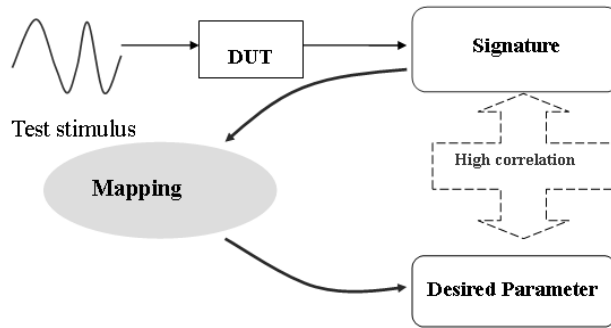 Signature
DUT
Test stimulus
High correlation
Mapping
Desired Parameter